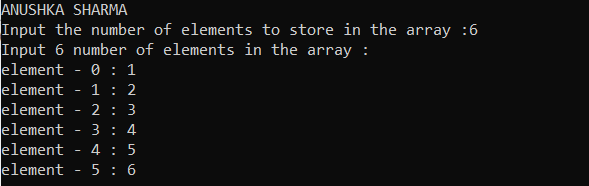 ANUSHKA SHARMA
Input the number of elements to store in the array :6
Input 6 number of elements in the array :
element - 0 : 1
element - 1 : 2
element - 2 : 3
element - 3 : 4
element - 4 : 5
element - 5 : 6